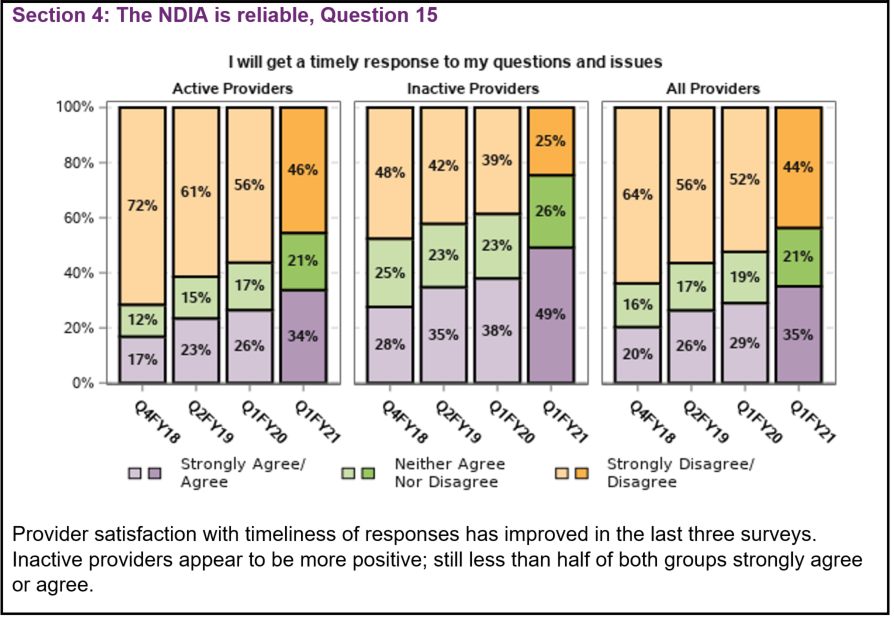 Section 4: The NDIA is reliable, Question 15
I will get a timely response to my questions and issues
Active Providers
Inactive Providers
All Providers
100%
80%
60%
40%
20%
0%
72%
12%
17%
61%
15%
23%
56%
17%
26%
46%
21%
34%
48%
25%
28%
42%
23%
35%
39%
23%
38%
25%
26%
49%
64%
16%
20%
56%
17%
26%
52%
19%
29%
44%
21%
35%
Q4FY18
Q2FY19
Q1FY20
Q1FY21
Q4FY18
Q2FY19
Q1FY20
Q1FY21
Q4FY18
Q2FY19
Q1FY20
Q1FY21
Strongly Agree/
Agree
Neither Agree
Nor Disagree
Strongly Disagree/
Disagree
Provider satisfaction with timeliness of responses has improved in the last three surveys.
Inactive providers appear to be more positive; still less than half of both groups strongly agree
or agree.